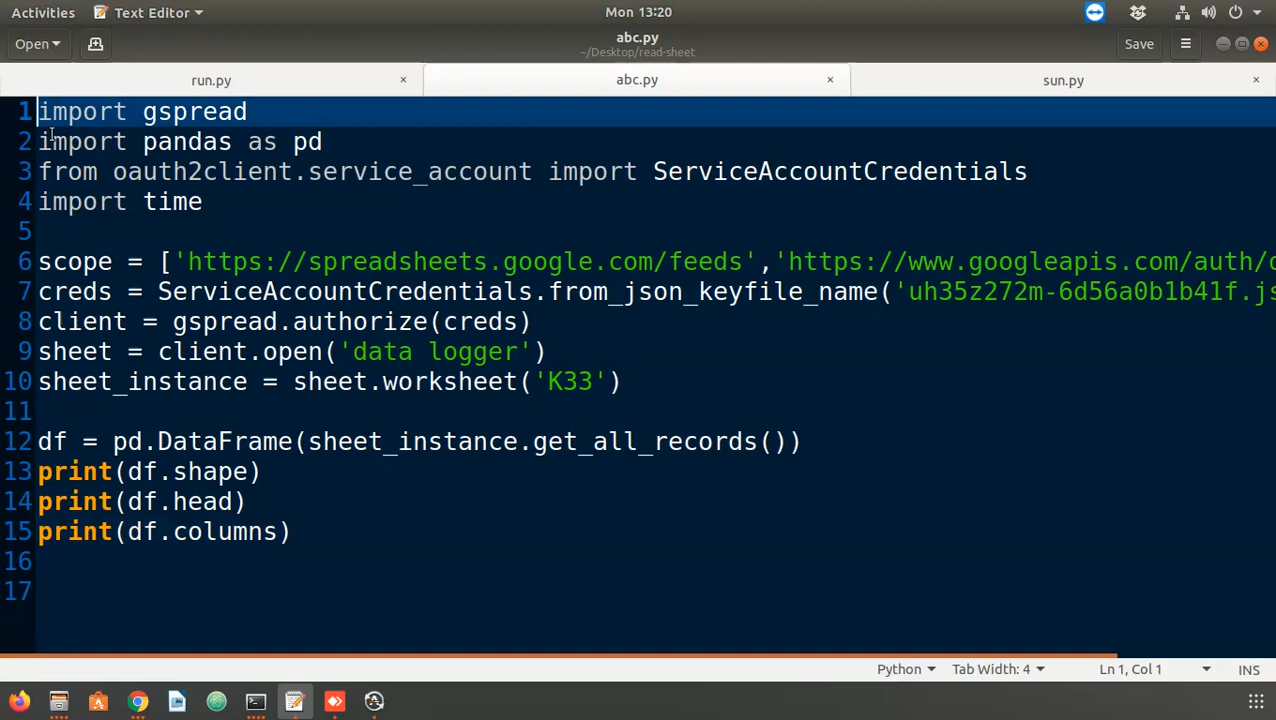 Activities Text Editor Mon 13:20
Open abc.py Save
~/Desktop/read-sheet
run.py × abc.py × sun.py ×
1 import gspread
2 import pandas as pd
3 from oauth2client.service_account import ServiceAccountCredentials
4 import time
5
6 scope = ['https://spreadsheets.google.com/feeds','https://www.googleapis.com/auth/
7 creds = ServiceAccountCredentials.from_json_keyfile_name('uh35z272m-6d56a0b1b41f.js
8 client = gspread.authorize(creds)
9 sheet = client.open('data logger')
10 sheet_instance = sheet.worksheet('K33')
11
12 df = pd.DataFrame(sheet_instance.get_all_records())
13 print(df.shape)
14 print(df.head)
15 print(df.columns)
16
17
Python Tab Width: 4 Ln 1, Col 1 INS